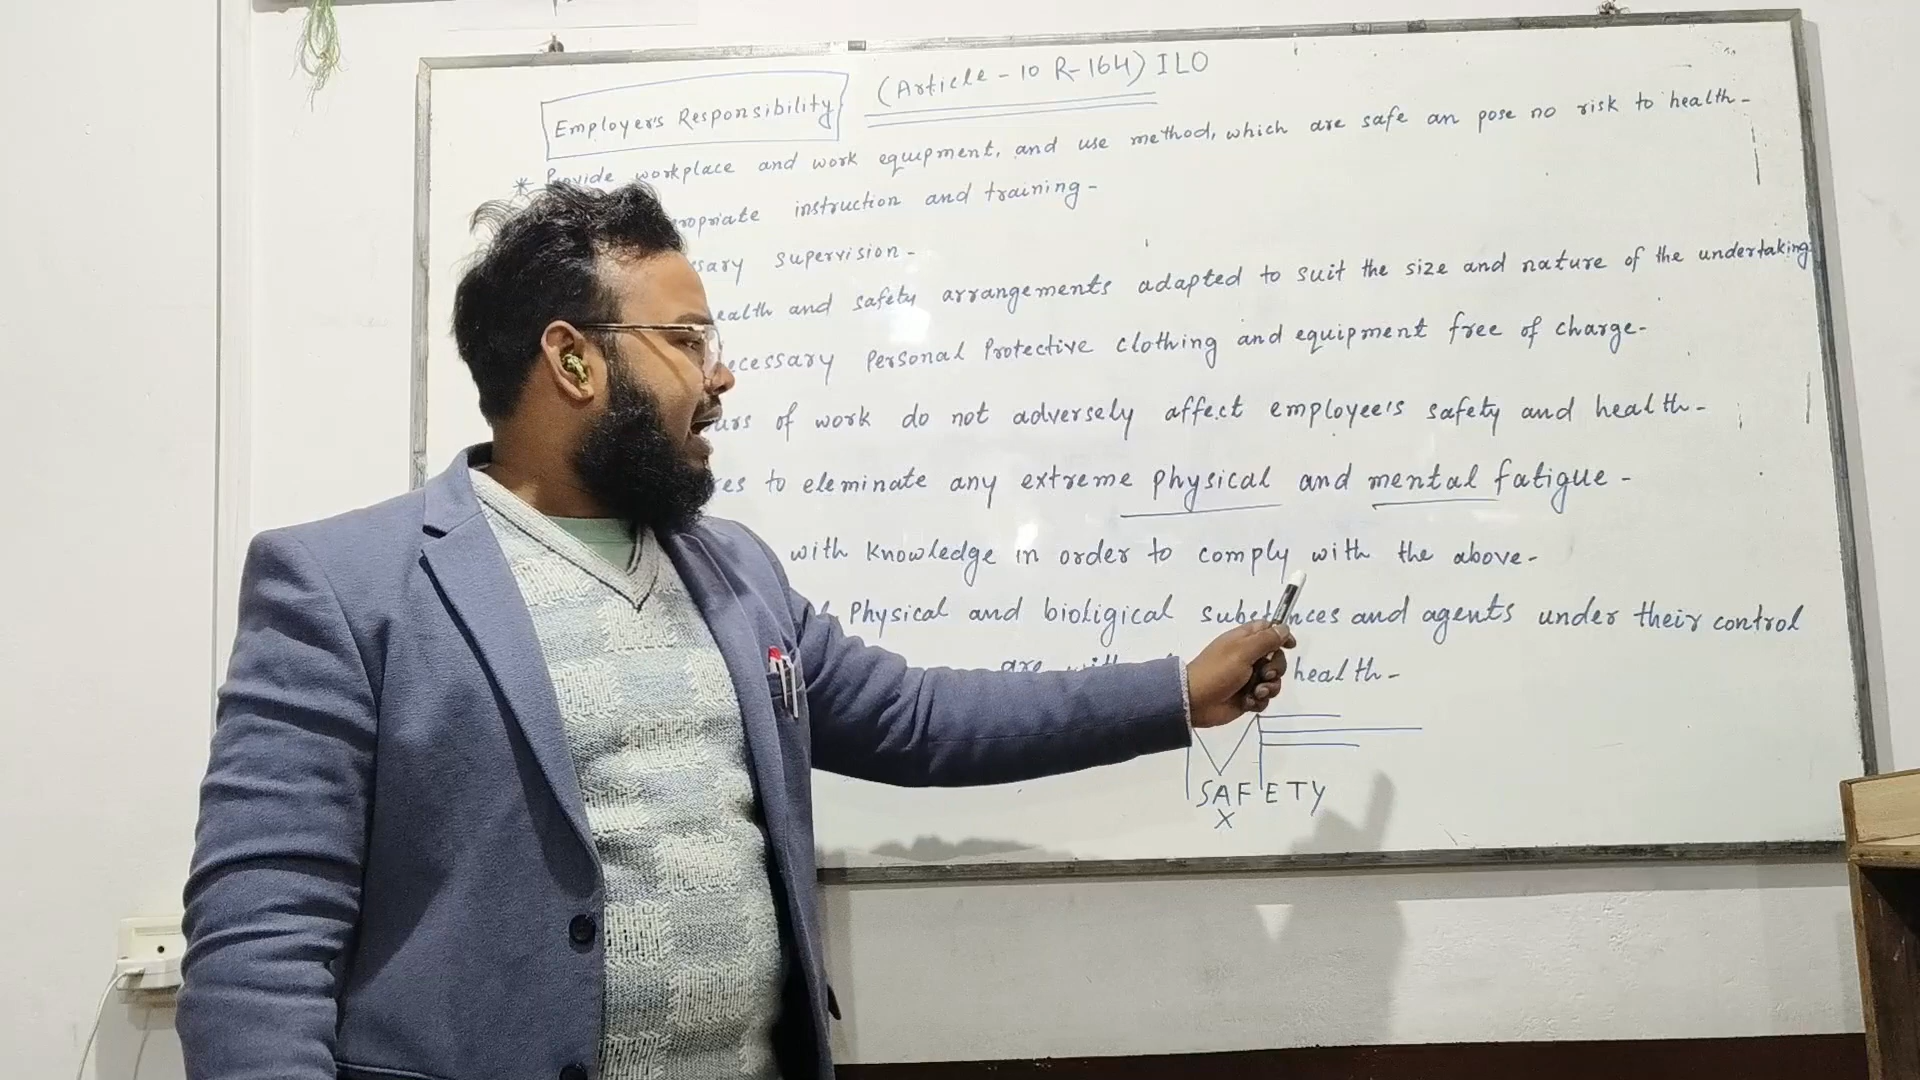 Employer's Responsibility (Article - 10 R-164) ILO
* Provide workplace and work equipment, and use method, which are safe an pose no risk to health-
instruction and training-
supervision-
and safety arrangements adapted to suit the size and nature of the undertaking
Personal Protective clothing and equipment free of charge-
of work do not adversely affect employee's safety and health-
to eleminate any extreme physical and mental fatigue-
with knowledge in order to comply with the above-
Physical and bioligical substances and agents under their control
are health-
SAFETY
X